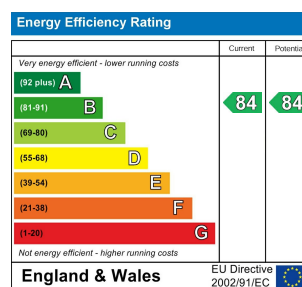 Energy Efficiency Rating
Current Potentia
Very energy efficient - lower running costs
(92 plus) A
(81-91) B
84 84
(69-80) C
(55-68) D
(39-54) E
(21-38) F
(1-20) G
Not energy efficient - higher running costs
England & Wales
EU Directive
2002/91/EC